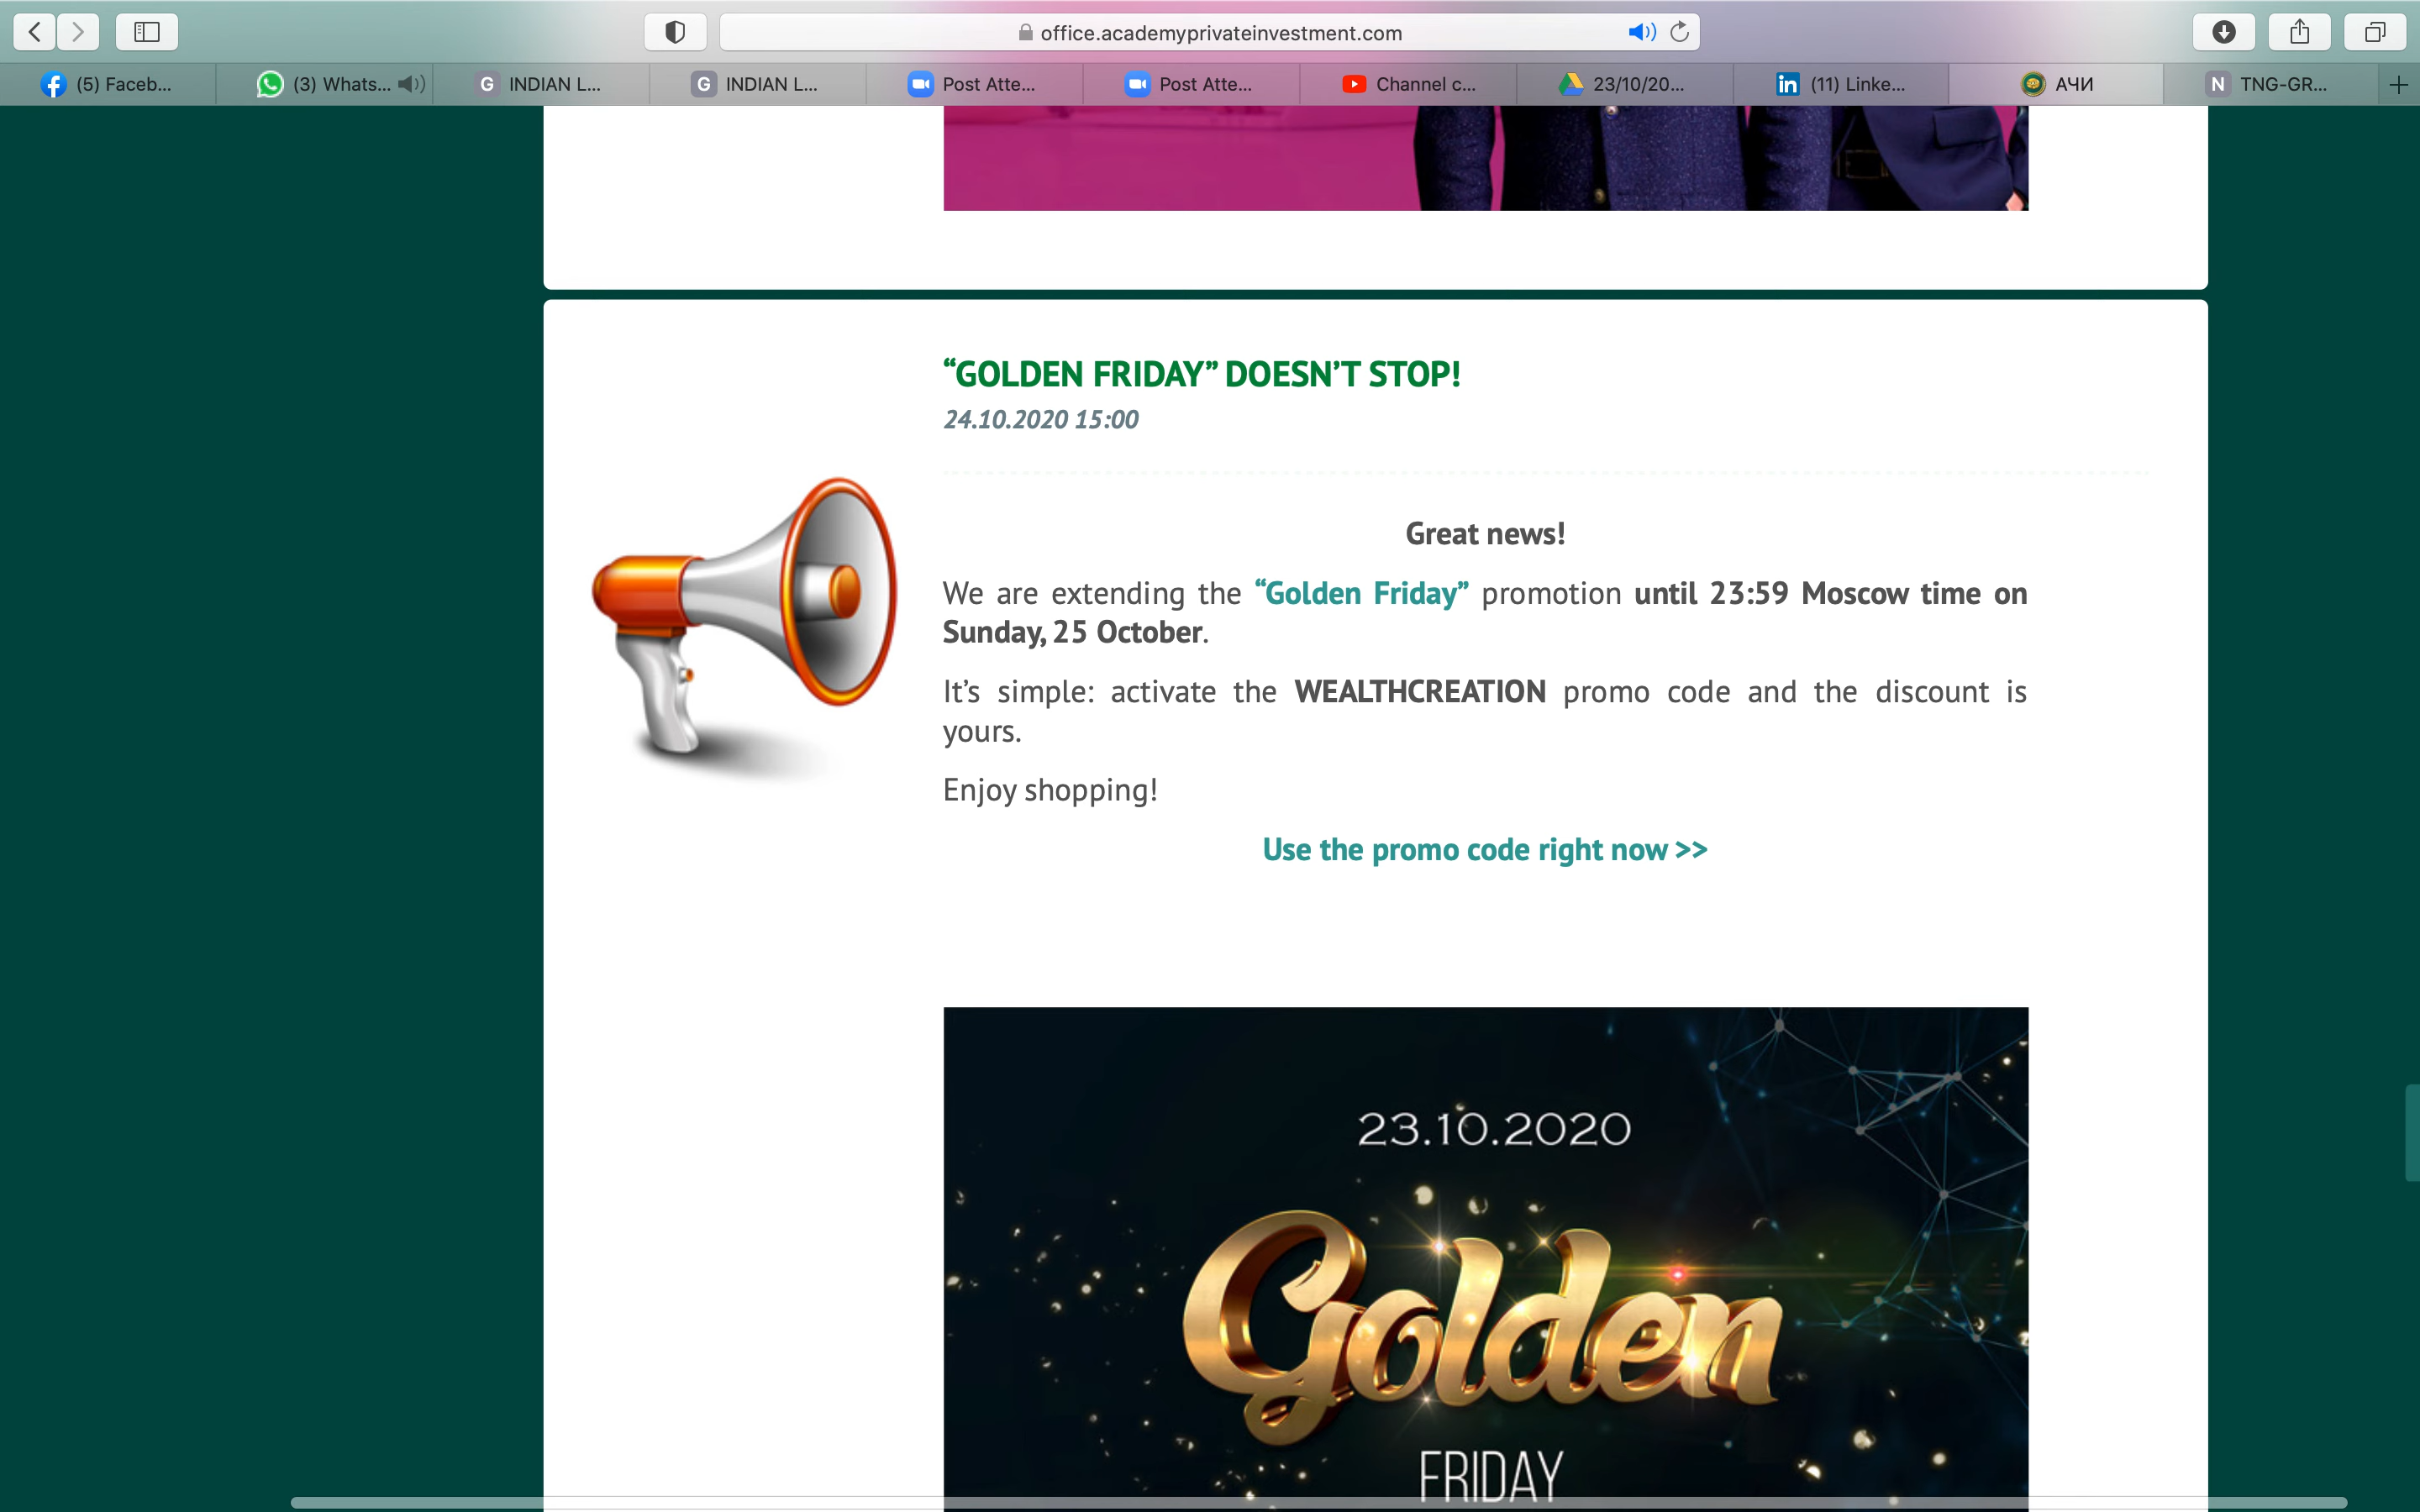 office.academyprivateinvestment.com
(5) Faceb...
(3) Whats...
G INDIAN L...
G INDIAN L...
Post Atte...
Post Atte...
Channel c...
23/10/20...
in (11) Linke...
АЧИ
N TNG-GR...
“GOLDEN FRIDAY” DOESN’T STOP!
24.10.2020 15:00
Great news!
We are extending the “Golden Friday” promotion until 23:59 Moscow time on
Sunday, 25 October.
It’s simple: activate the WEALTHCREATION promo code and the discount is
yours.
Enjoy shopping!
Use the promo code right now >>
23.10.2020
Golden
FRIDAY